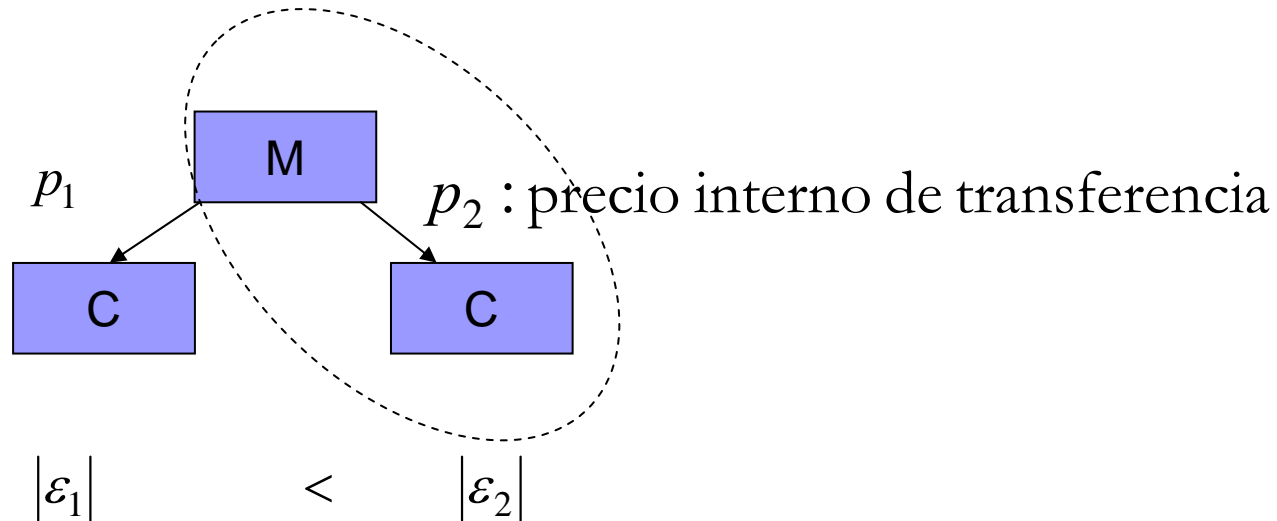 M
p₁
p₂ : precio interno de transferencia
C
C
|ε₁| < |ε₂|